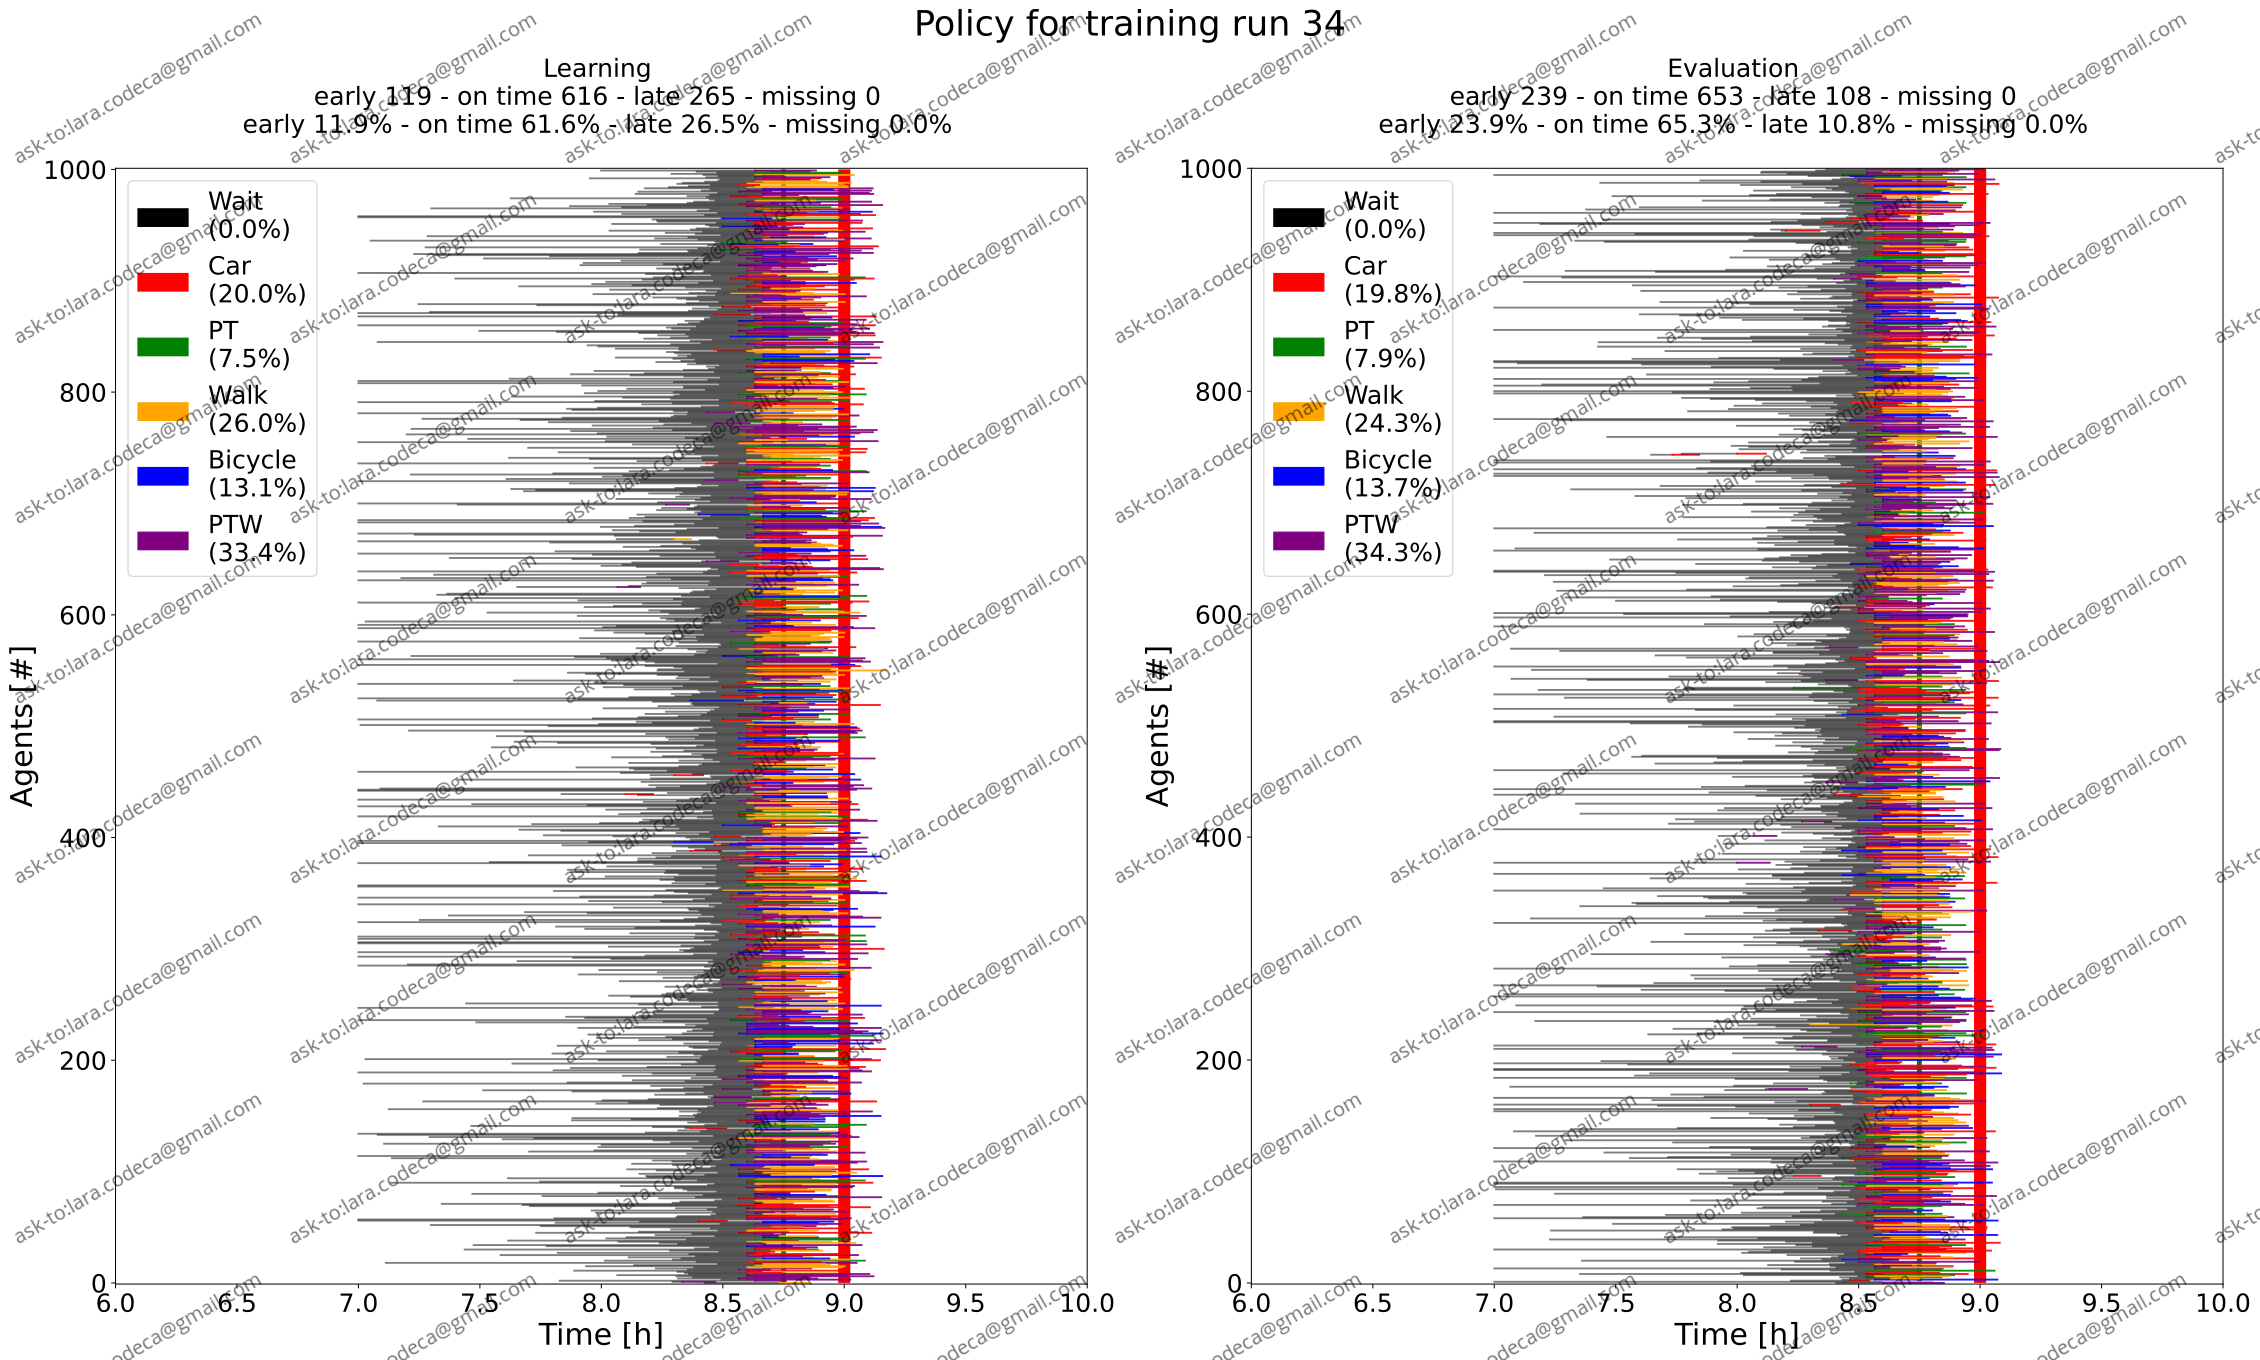 Policy for training run 34
Learning
early 119 - on time 616 - late 265 - missing 0
early 11.9% - on time 61.6% - late 26.5% - missing 0.0%
Agents [#]
1000
800
600
400
200
0
Wait
(0.0%)
Car
(20.0%)
PT
(7.5%)
Walk
(26.0%)
Bicycle
(13.1%)
PTW
(33.4%)
6.0 6.5 7.0 7.5 8.0 8.5 9.0 9.5 10.0
Time [h]
Evaluation
early 239 - on time 653 - late 108 - missing 0
early 23.9% - on time 65.3% - late 10.8% - missing 0.0%
Agents [#]
1000
800
600
400
200
0
Wait
(0.0%)
Car
(19.8%)
PT
(7.9%)
Walk
(24.3%)
Bicycle
(13.7%)
PTW
(34.3%)
6.0 6.5 7.0 7.5 8.0 8.5 9.0 9.5 10.0
Time [h]
ask-to:lara.codeca@gmail.com